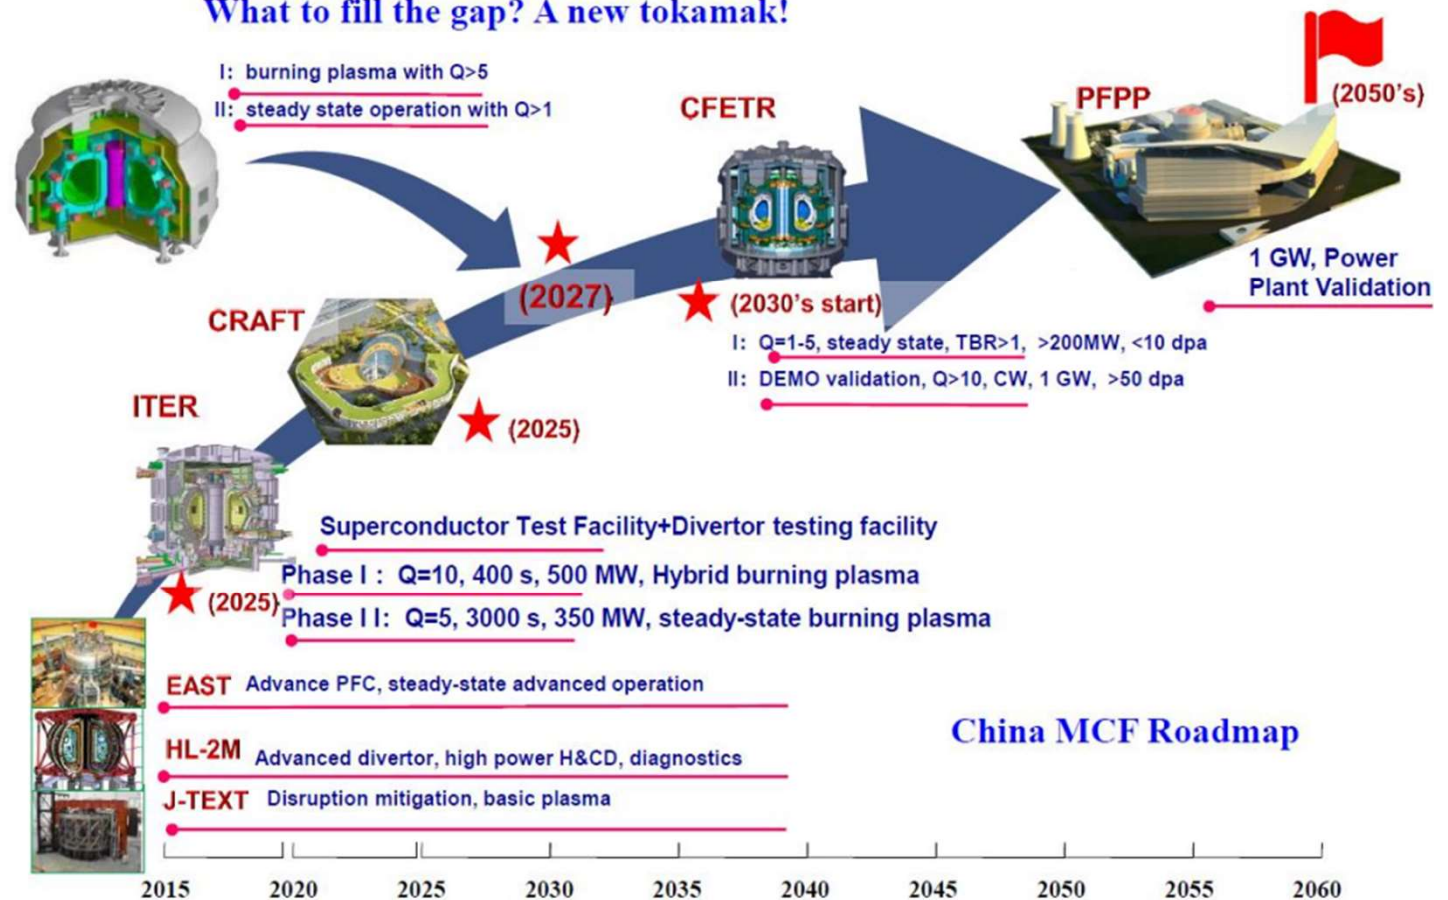 What to fill the gap? A new tokamak!
I: burning plasma with Q>5
II: steady state operation with Q>1
CFETR
PFPP
(2050's)
1 GW, Power
Plant Validation
(2027)
(2030's start)
I: Q=1-5, steady state, TBR>1, >200MW, <10 dpa
II: DEMO validation, Q>10, CW, 1 GW, >50 dpa
CRAFT
(2025)
ITER
Superconductor Test Facility+Divertor testing facility
Phase I : Q=10, 400 s, 500 MW, Hybrid burning plasma
(2025)
Phase I I: Q=5, 3000 s, 350 MW, steady-state burning plasma
EAST Advance PFC, steady-state advanced operation
HL-2M Advanced divertor, high power H&CD, diagnostics
J-TEXT Disruption mitigation, basic plasma
China MCF Roadmap
2015 2020 2025 2030 2035 2040 2045 2050 2055 2060